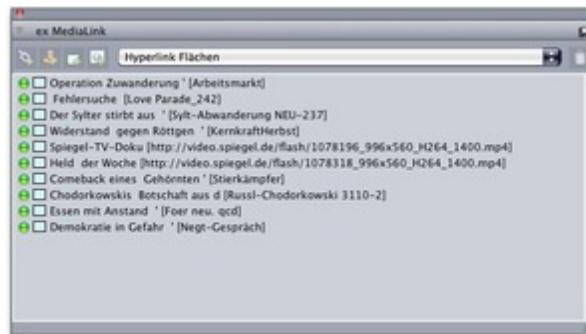 ex MediaLink
Hyperlink Flächen
Operation Zuwanderung ' [Arbeitsmarkt]
Fehlersuche [Love Parade_242]
Der Sylter stirbt aus ' [Sylt-Abwanderung NEU-237]
Widerstand gegen Röttgen ' [KernkraftHerbst]
Spiegel-TV-Doku [http://video.spiegel.de/flash/1078196_996x560_H264_1400.mp4]
Held der Woche [http://video.spiegel.de/flash/1078318_996x560_H264_1400.mp4]
Comeback eines Gehörnten ' [Stierkämpfer]
Chodorkowskis Botschaft aus d [Russl-Chodorkowski 3110-2]
Essen mit Anstand ' [Foer neu. qcd]
Demokratie in Gefahr ' [Negt-Gespräch]